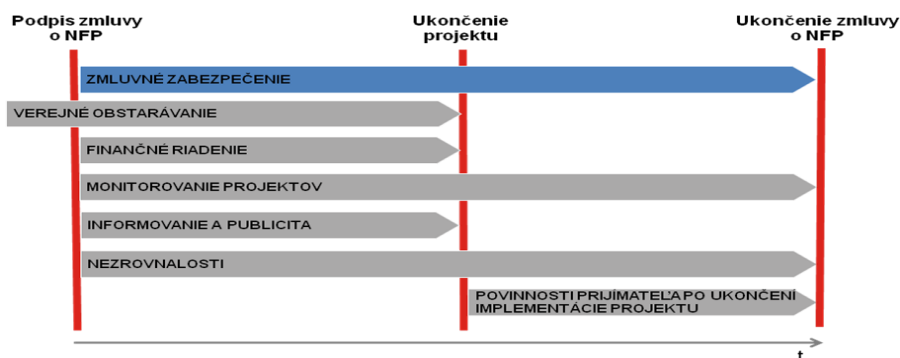 Podpis zmluvy
o NFP
Ukončenie
projektu
Ukončenie zmluvy
o NFP
ZMLUVNÉ ZABEZPEČENIE
VEREJNÉ OBSTARÁVANIE
FINANČNÉ RIADENIE
MONITOROVANIE PROJEKTOV
INFORMOVANIE A PUBLICITA
NEZROVNALOSTI
POVINNOSTI PRIJÍMATEĽA PO UKONČENÍ
IMPLEMENTÁCIE PROJEKTU
t